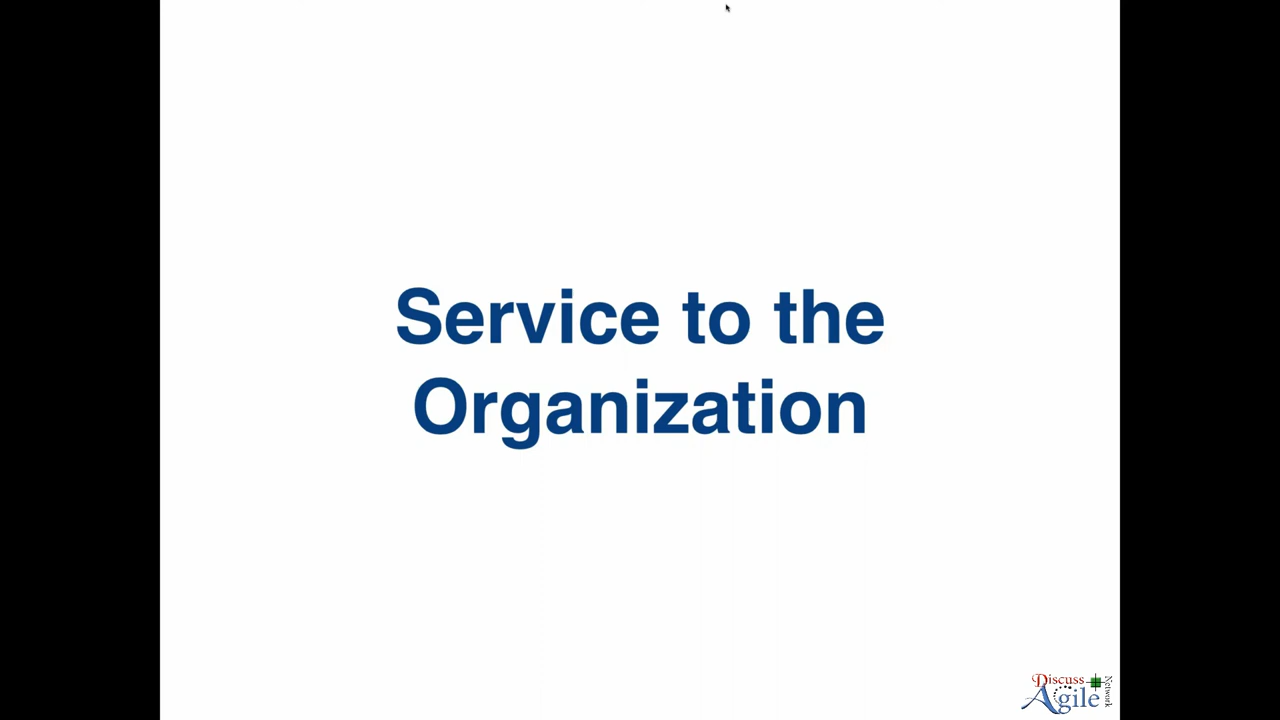 Service to the
Organization
Discuss
Agile
Network